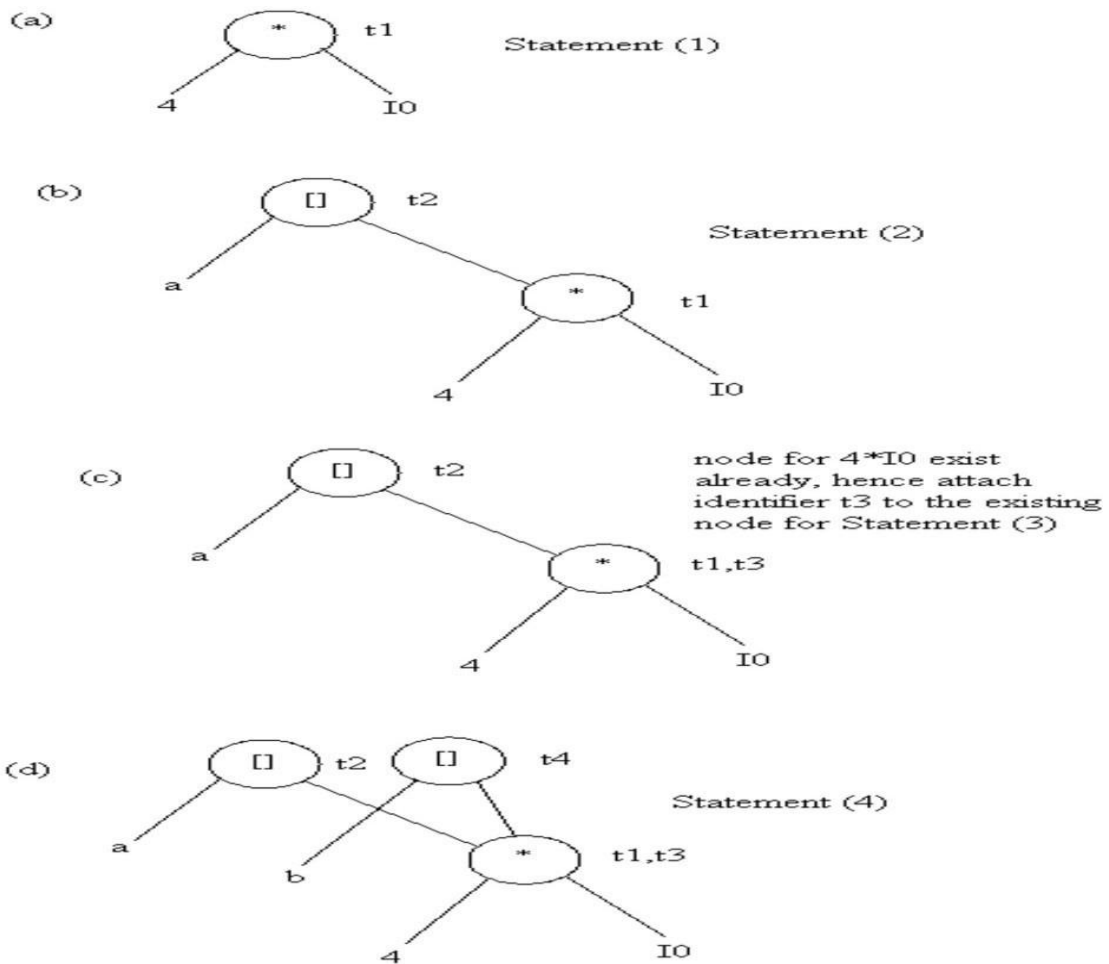 (a)
* t1
Statement (1)
4 I0
(b)
[] t2
Statement (2)
a
* t1
4 I0
(c)
[] t2
node for 4*I0 exist
already, hence attach
identifier t3 to the existing
node for Statement (3)
a
* t1,t3
4 I0
(d)
[] t2 [] t4
Statement (4)
a
b
* t1,t3
4 I0